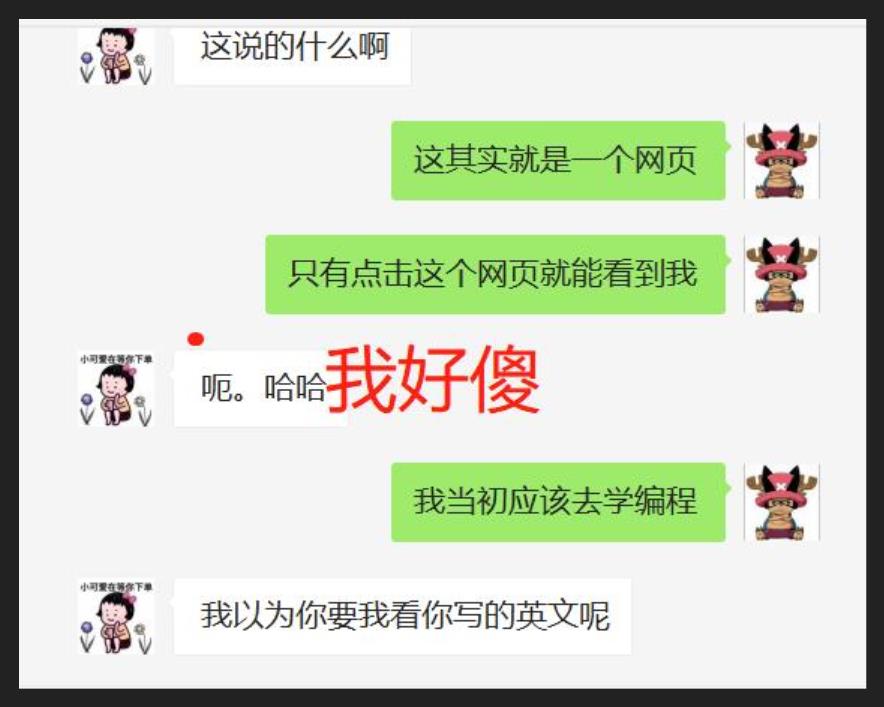 这说的什么啊
这其实就是一个网页
只有点击这个网页就能看到我
小可爱在等你下单
呃。哈哈我好傻
我当初应该去学编程
小可爱在等你下单
我以为你要我看你写的英文呢